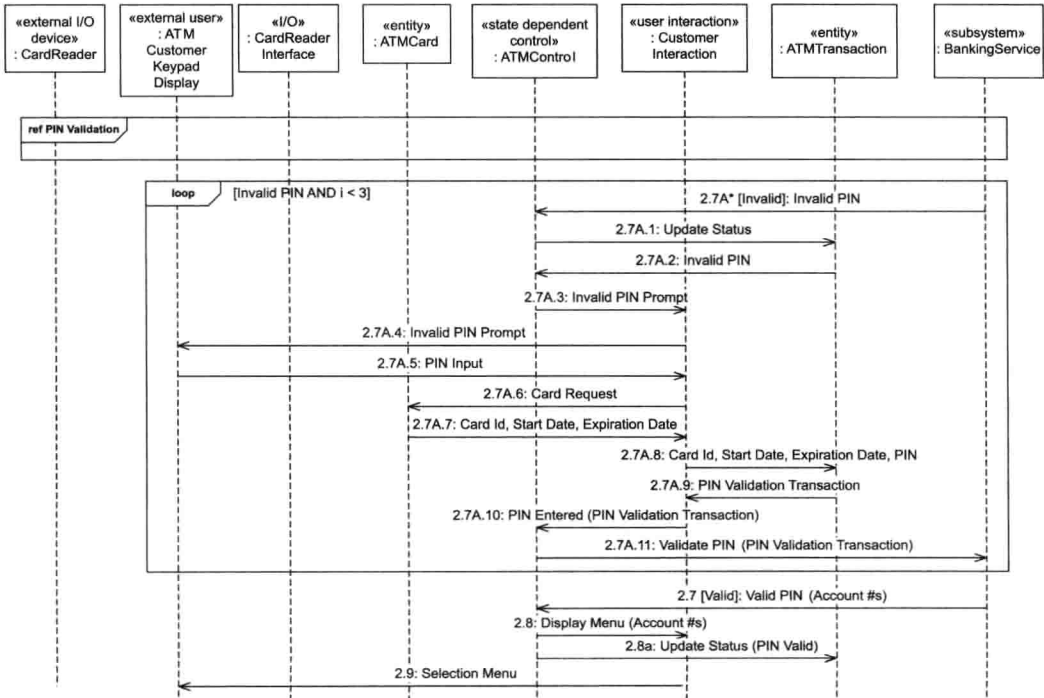 «external I/O
device»
: CardReader
«external user»
: ATM
Customer
Keypad
Display
«I/O»
: CardReader
Interface
«entity»
: ATMCard
«state dependent
control»
: ATMControl
«user interaction»
: Customer
Interaction
«entity»
: ATMTransaction
«subsystem»
: BankingService
ref PIN Validation
loop
[Invalid PIN AND i < 3]
2.7A* [Invalid]: Invalid PIN
2.7A.1: Update Status
2.7A.2: Invalid PIN
2.7A.3: Invalid PIN Prompt
2.7A.4: Invalid PIN Prompt
2.7A.5: PIN Input
2.7A.6: Card Request
2.7A.7: Card Id, Start Date, Expiration Date
2.7A.8: Card Id, Start Date, Expiration Date, PIN
2.7A.9: PIN Validation Transaction
2.7A.10: PIN Entered (PIN Validation Transaction)
2.7A.11: Validate PIN (PIN Validation Transaction)
2.7 [Valid]: Valid PIN (Account #s)
2.8: Display Menu (Account #s)
2.8a: Update Status (PIN Valid)
2.9: Selection Menu